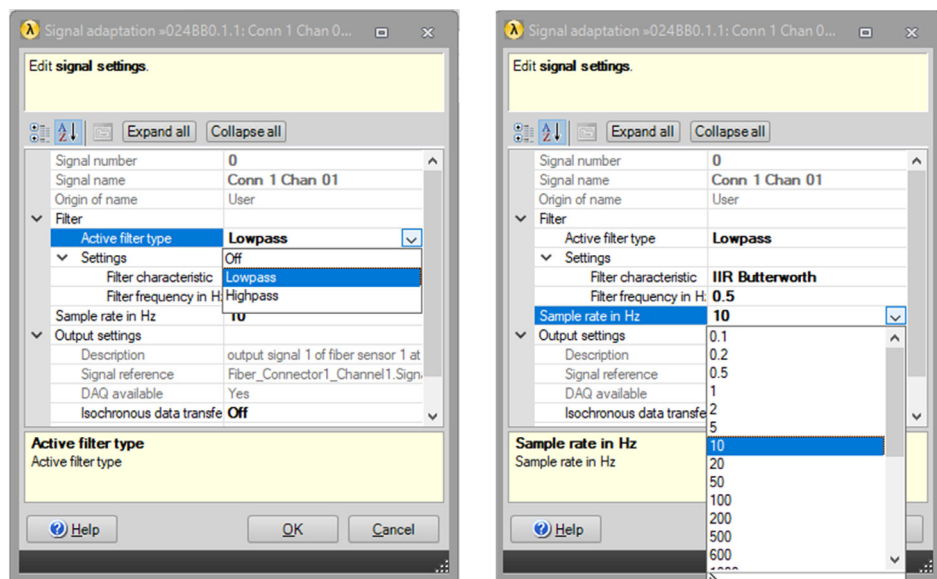 Signal adaptation »024BB0.1.1: Conn 1 Chan 0...
Edit signal settings.
Expand all Collapse all
Signal number 0
Signal name Conn 1 Chan 01
Origin of name User
Filter
Active filter type Lowpass
Off
Settings
Lowpass
Filter characteristic
Highpass
Filter frequency in H
Sample rate in Hz 10
Output settings
Description output signal 1 of fiber sensor 1 at
Signal reference Fiber_Connector1_Channel1.Sign
DAQ available Yes
Isochronous data transfe Off
Active filter type
Active filter type
Help OK Cancel
Signal adaptation »024BB0.1.1: Conn 1 Chan 0...
Edit signal settings.
Expand all Collapse all
Signal number 0
Signal name Conn 1 Chan 01
Origin of name User
Filter
Active filter type Lowpass
Settings
Filter characteristic IIR Butterworth
Filter frequency in H 0.5
Sample rate in Hz 10
Output settings
Description
Signal reference
DAQ available
Isochronous data transfe
0.1
0.2
0.5
1
2
5
10
20
50
100
200
500
600
Sample rate in Hz
Sample rate in Hz
Help